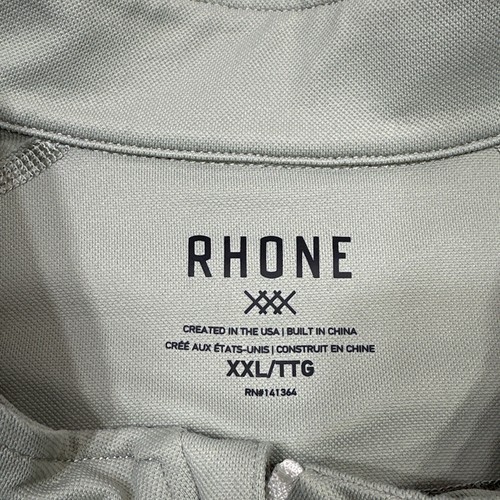 RHONE
CREATED IN THE USA | BUILT IN CHINA
CRÉÉ AUX ÉTATS-UNIS | CONSTRUIT EN CHINE
XXL/TTG
RN#141364